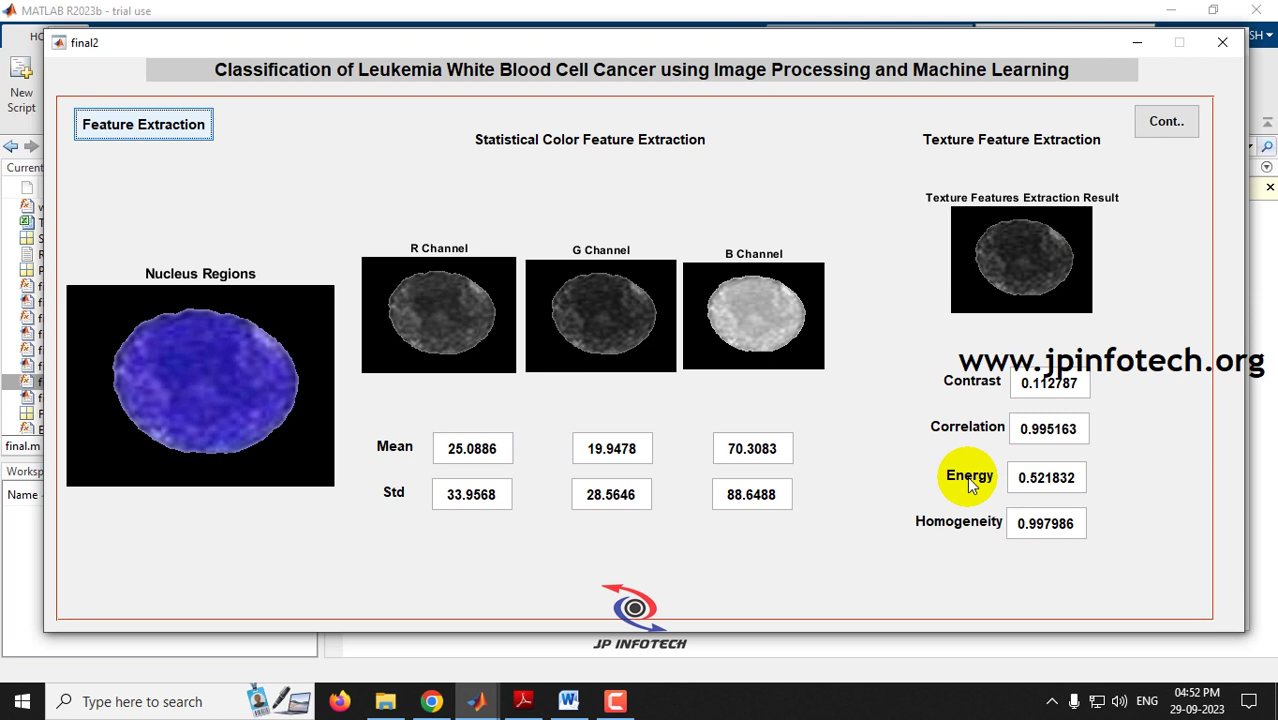 MATLAB R2023b - trial use
final2
Classification of Leukemia White Blood Cell Cancer using Image Processing and Machine Learning
New
Script
Feature Extraction
Statistical Color Feature Extraction
Texture Feature Extraction
Cont..
Current
Texture Features Extraction Result
R Channel
G Channel
B Channel
Nucleus Regions
www.jpinfotech.org
Contrast 0.112787
Correlation 0.995163
Mean 25.0886 19.9478 70.3083
Energy 0.521832
Std 33.9568 28.5646 88.6488
Homogeneity 0.997986
final.m
Worksp
Name
JP INFOTECH
Type here to search
ENG
04:52 PM
29-09-2023